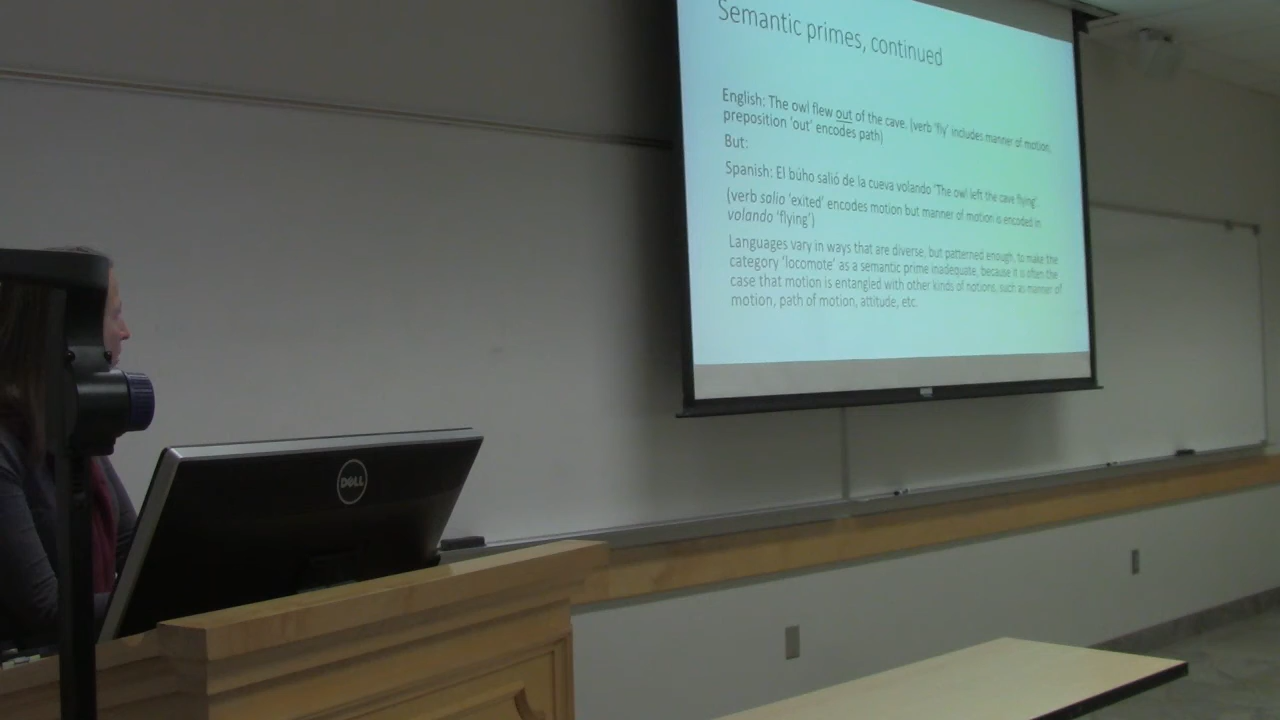 Semantic primes, continued
English: The owl flew out of the cave. (verb 'fly' includes manner of motion,
preposition 'out' encodes path)
But:
Spanish: El búho salió de la cueva volando 'The owl left the cave flying'.
(verb salio 'exited' encodes motion but manner of motion is encoded in
volando 'flying')
Languages vary in ways that are diverse, but patterned enough, to make the
category 'locomote' as a semantic prime inadequate, because it is often the
case that motion is entangled with other kinds of notions, such as manner of
motion, path of motion, attitude, etc.
DELL